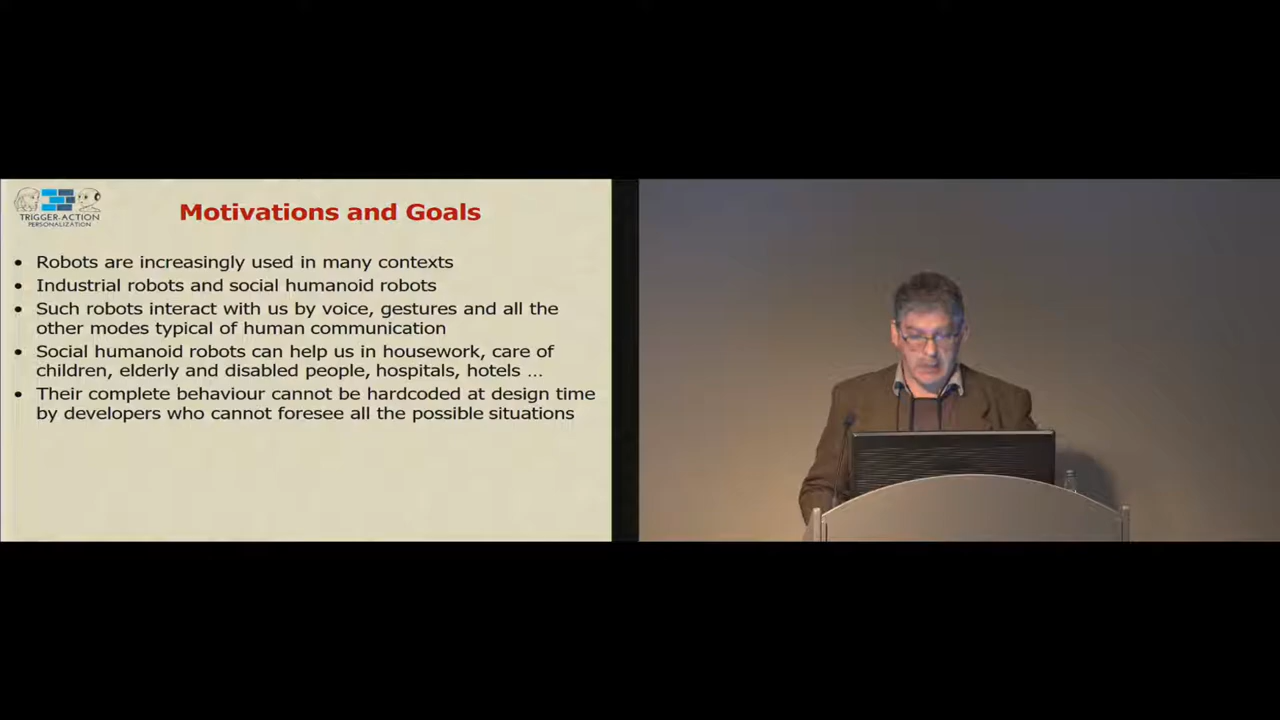 TRIGGER-ACTION
PERSONALIZATION
Motivations and Goals
• Robots are increasingly used in many contexts
• Industrial robots and social humanoid robots
• Such robots interact with us by voice, gestures and all the
other modes typical of human communication
• Social humanoid robots can help us in housework, care of
children, elderly and disabled people, hospitals, hotels ...
• Their complete behaviour cannot be hardcoded at design time
by developers who cannot foresee all the possible situations